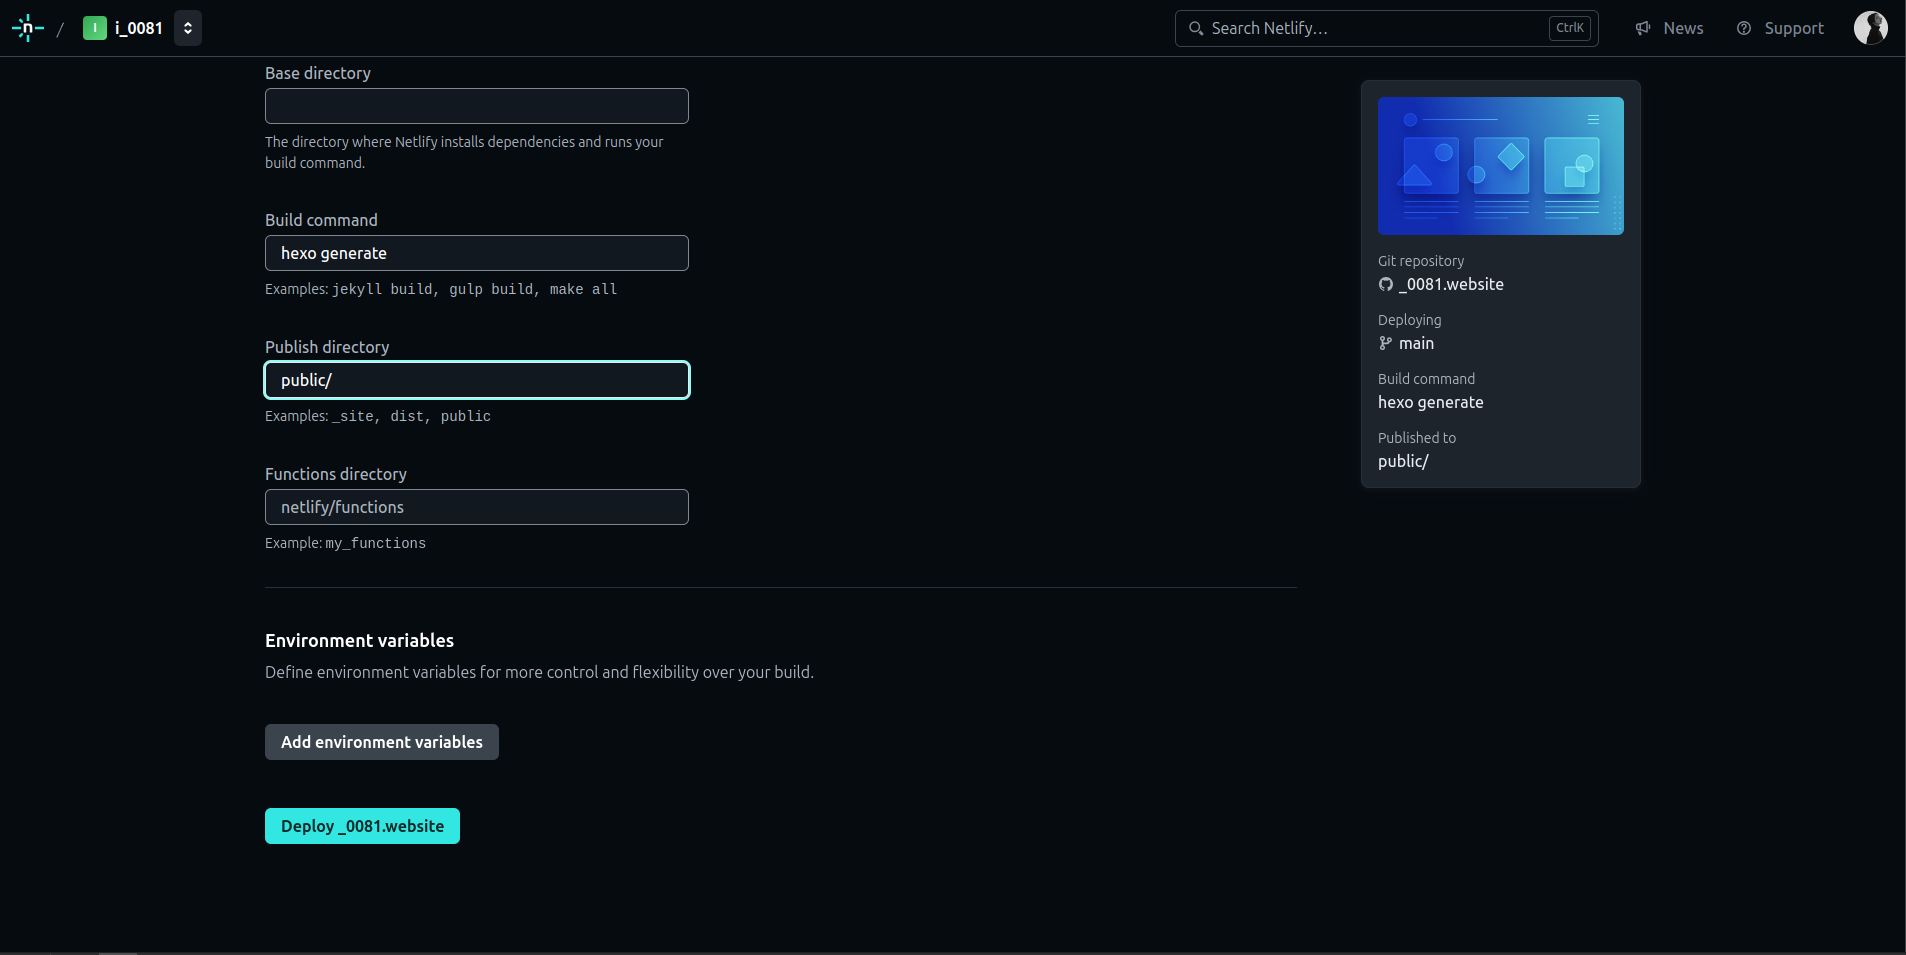 n / I i_0081
Search Netlify... CtrlK
News
Support
Base directory
The directory where Netlify installs dependencies and runs your
build command.
Build command
hexo generate
Examples: jekyll build, gulp build, make all
Publish directory
public/
Examples: _site, dist, public
Functions directory
netlify/functions
Example: my_functions
Environment variables
Define environment variables for more control and flexibility over your build.
Add environment variables
Deploy _0081.website
Git repository
_0081.website
Deploying
main
Build command
hexo generate
Published to
public/